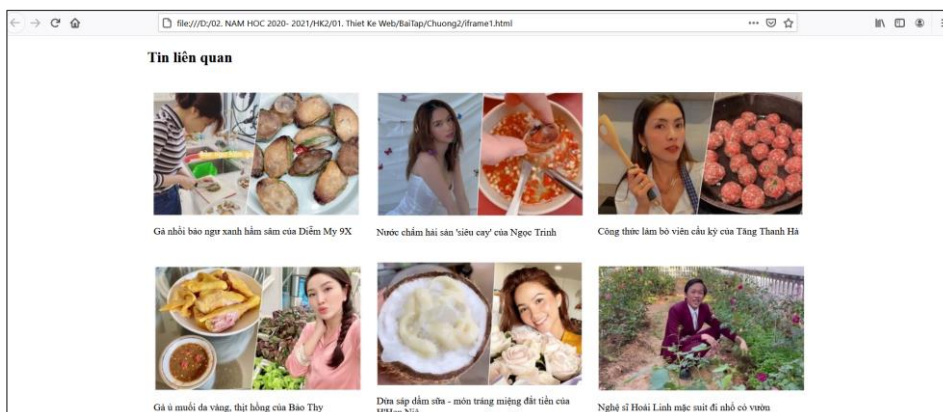 file:///D:/02. NAM HOC 2020- 2021/HK2/01. Thiet Ke Web/BaiTap/Chuong2/iframe1.html
Tin liên quan
Gà nhồi bào ngư xanh hầm sâm của Diễm My 9X
Nước chấm hải sản 'siêu cay' của Ngọc Trinh
Công thức làm bò viên cầu kỳ của Tăng Thanh Hà
Gà ủ muối da vàng, thịt hồng của Bảo Thy
Dừa sáp dầm sữa - món tráng miệng đắt tiền của
H'Hen Niê
Nghệ sĩ Hoài Linh mặc suit đi nhổ cỏ vườn